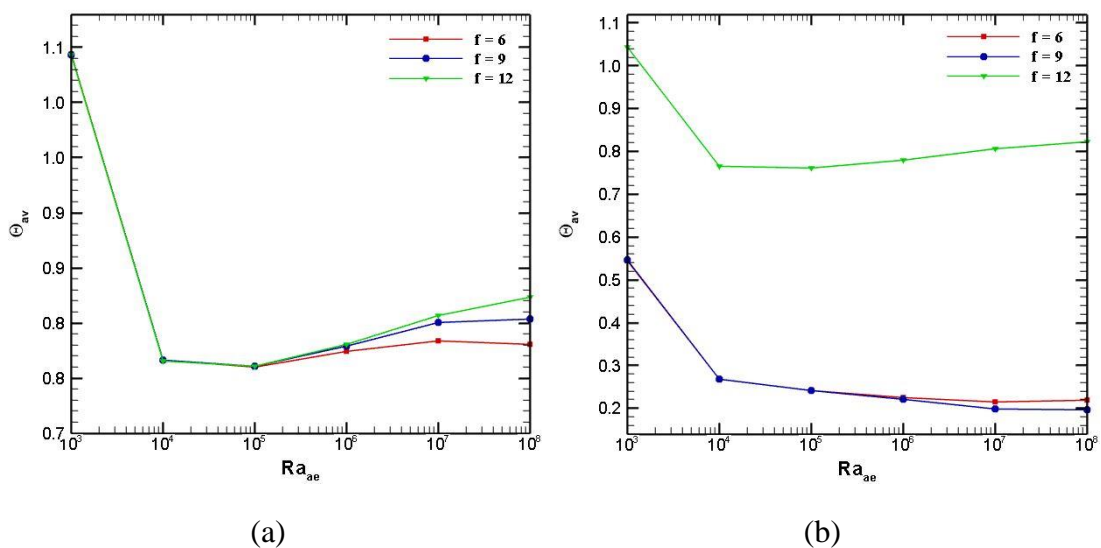 f = 6
f = 9
f = 12
1.1
1.0
1.0
0.9
0.9
0.8
0.8
0.7
Θav
10³ 10⁴ 10⁵ 10⁶ 10⁷ 10⁸
Raae
(a)
f = 6
f = 9
f = 12
1.1
1.0
0.9
0.8
0.7
0.6
0.5
0.4
0.3
0.2
Θav
10³ 10⁴ 10⁵ 10⁶ 10⁷ 10⁸
Raae
(b)